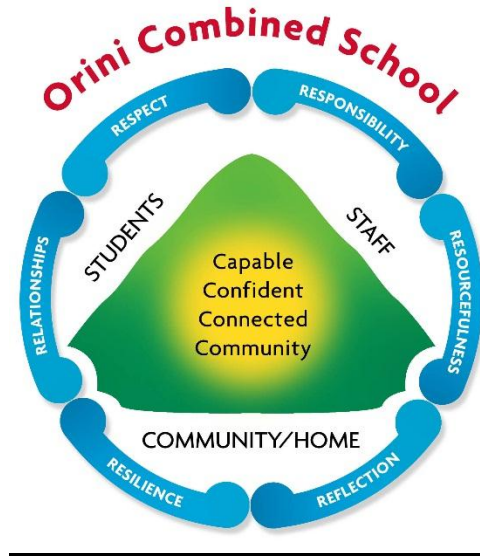 Orini Combined School
RESPECT
RESPONSIBILITY
RELATIONSHIPS
RESOURCEFULNESS
RESILIENCE
REFLECTION
STUDENTS
STAFF
Capable
Confident
Connected
Community
COMMUNITY/HOME